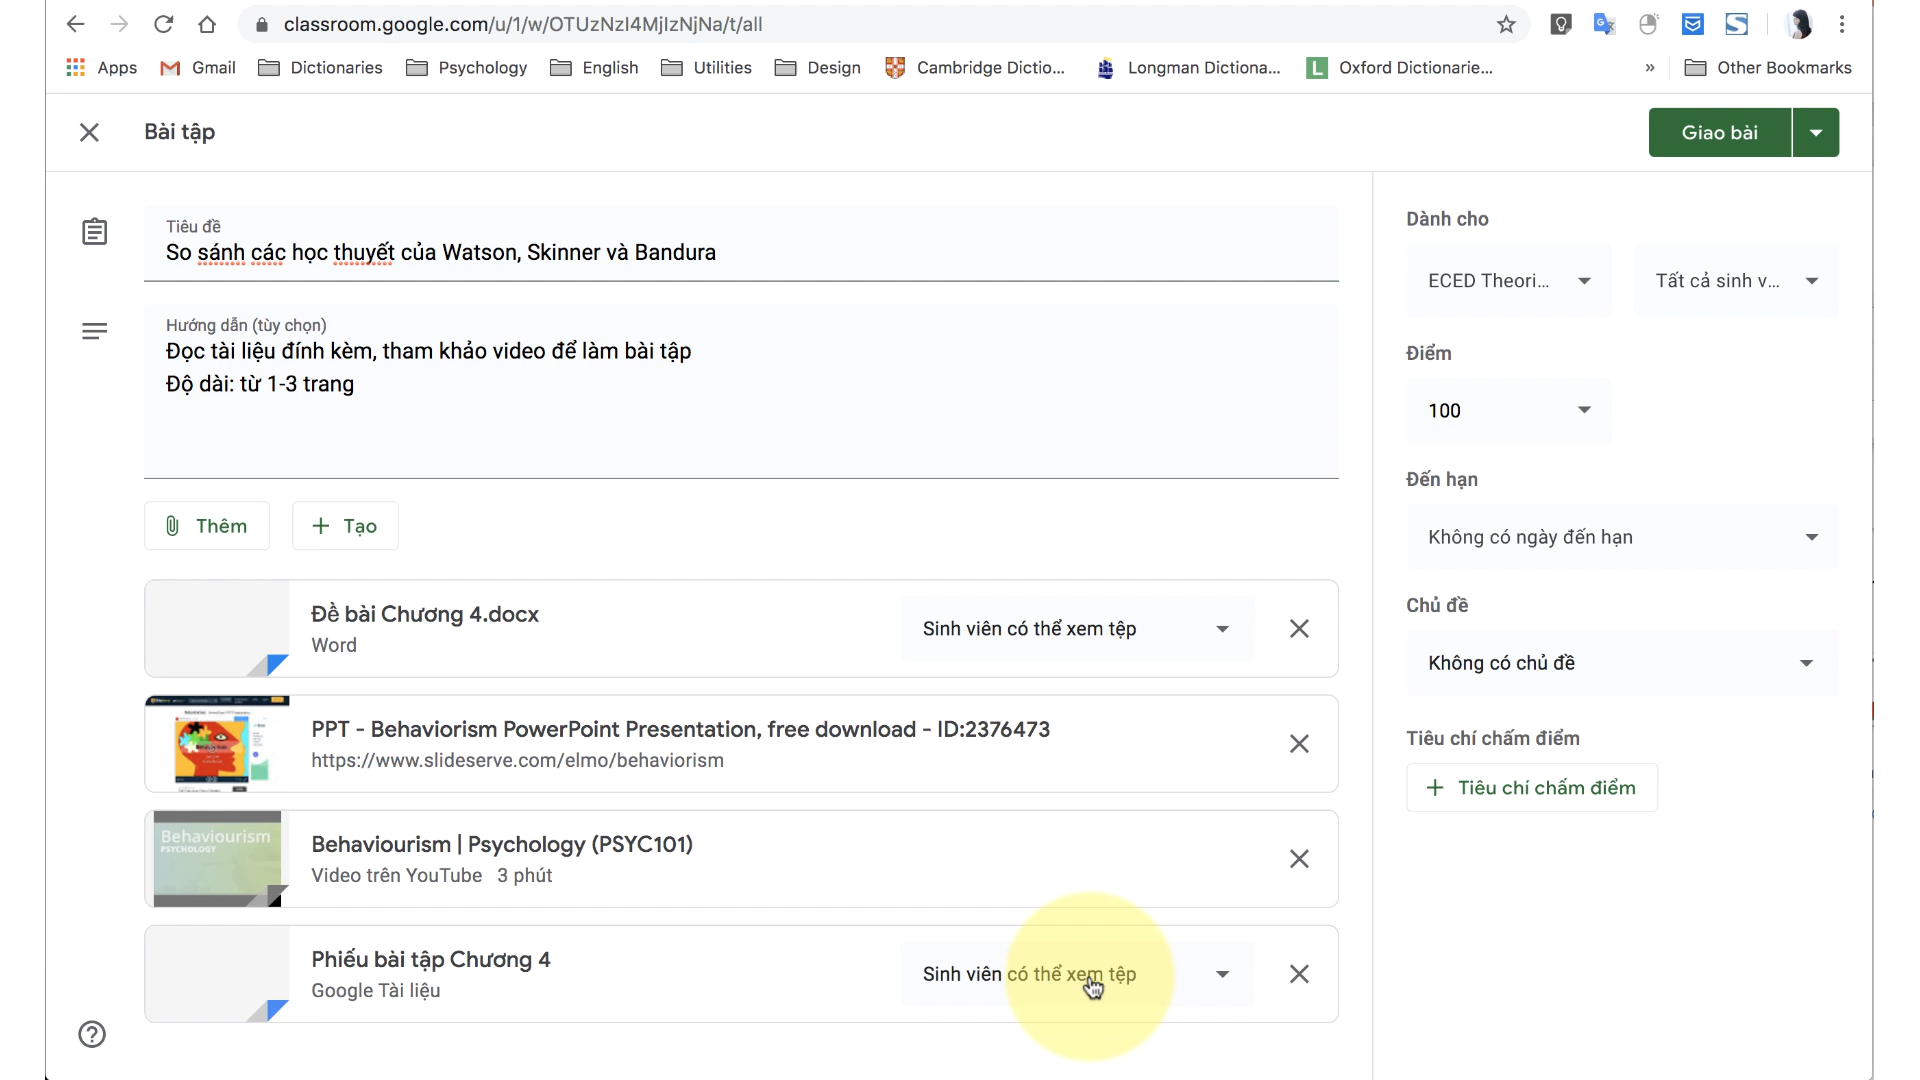 classroom.google.com/u/1/w/OTUzNzI4MjIzNjNa/t/all
Apps Gmail Dictionaries Psychology English Utilities Design Cambridge Dictio... Longman Dictiona... Oxford Dictionarie... » Other Bookmarks
Bài tập
Giao bài
Tiêu đề
So sánh các học thuyết của Watson, Skinner và Bandura
Hướng dẫn (tùy chọn)
Đọc tài liệu đính kèm, tham khảo video để làm bài tập
Độ dài: từ 1-3 trang
Thêm
Tạo
Đề bài Chương 4.docx
Word
Sinh viên có thể xem tệp
PPT - Behaviorism PowerPoint Presentation, free download - ID:2376473
https://www.slideserve.com/elmo/behaviorism
Behaviourism
PSYCHOLOGY
Behaviourism | Psychology (PSYC101)
Video trên YouTube 3 phút
Phiếu bài tập Chương 4
Google Tài liệu
Sinh viên có thể xem tệp
Dành cho
ECED Theori...
Tất cả sinh v...
Điểm
100
Đến hạn
Không có ngày đến hạn
Chủ đề
Không có chủ đề
Tiêu chí chấm điểm
Tiêu chí chấm điểm